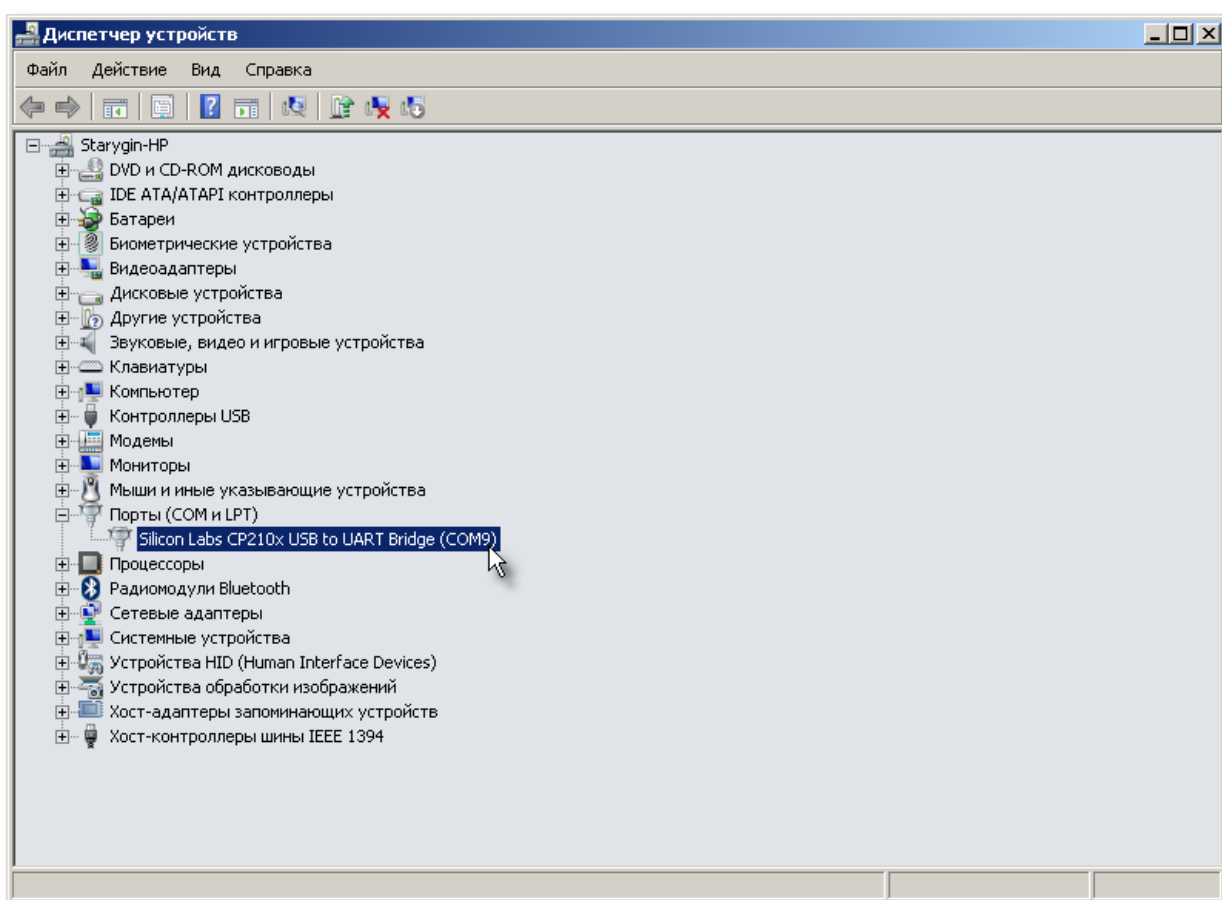 Диспетчер устройств
Файл Действие Вид Справка
Starygin-HP
DVD и CD-ROM дисководы
IDE ATA/ATAPI контроллеры
Батареи
Биометрические устройства
Видеоадаптеры
Дисковые устройства
Другие устройства
Звуковые, видео и игровые устройства
Клавиатуры
Компьютер
Контроллеры USB
Модемы
Мониторы
Мыши и иные указывающие устройства
Порты (COM и LPT)
Silicon Labs CP210x USB to UART Bridge (COM9)
Процессоры
Радиомодули Bluetooth
Сетевые адаптеры
Системные устройства
Устройства HID (Human Interface Devices)
Устройства обработки изображений
Хост-адаптеры запоминающих устройств
Хост-контроллеры шины IEEE 1394